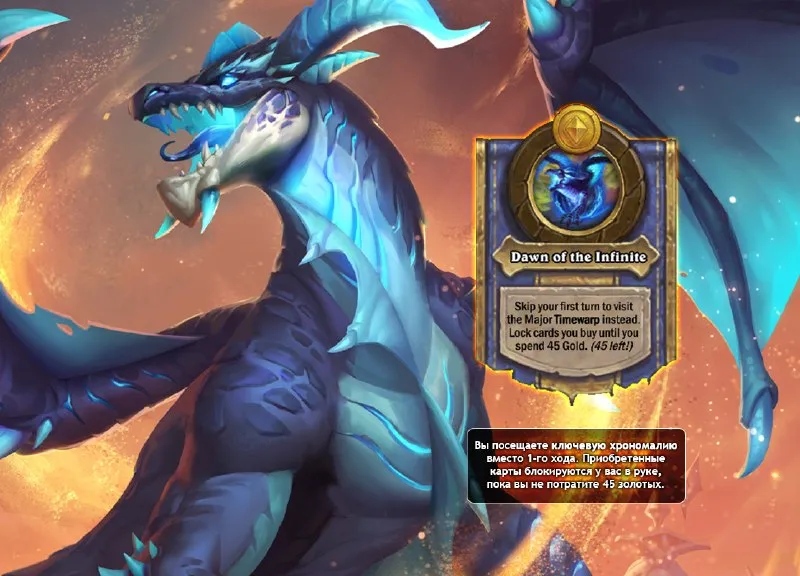 Dawn of the Infinite
Skip your first turn to visit
the Major Timewarp instead.
Lock cards you buy until you
spend 45 Gold. (45 left!)
Вы посещаете ключевую хрономалию
вместо 1-го хода. Приобретенные
карты блокируются у вас в руке,
пока вы не потратите 45 золотых.